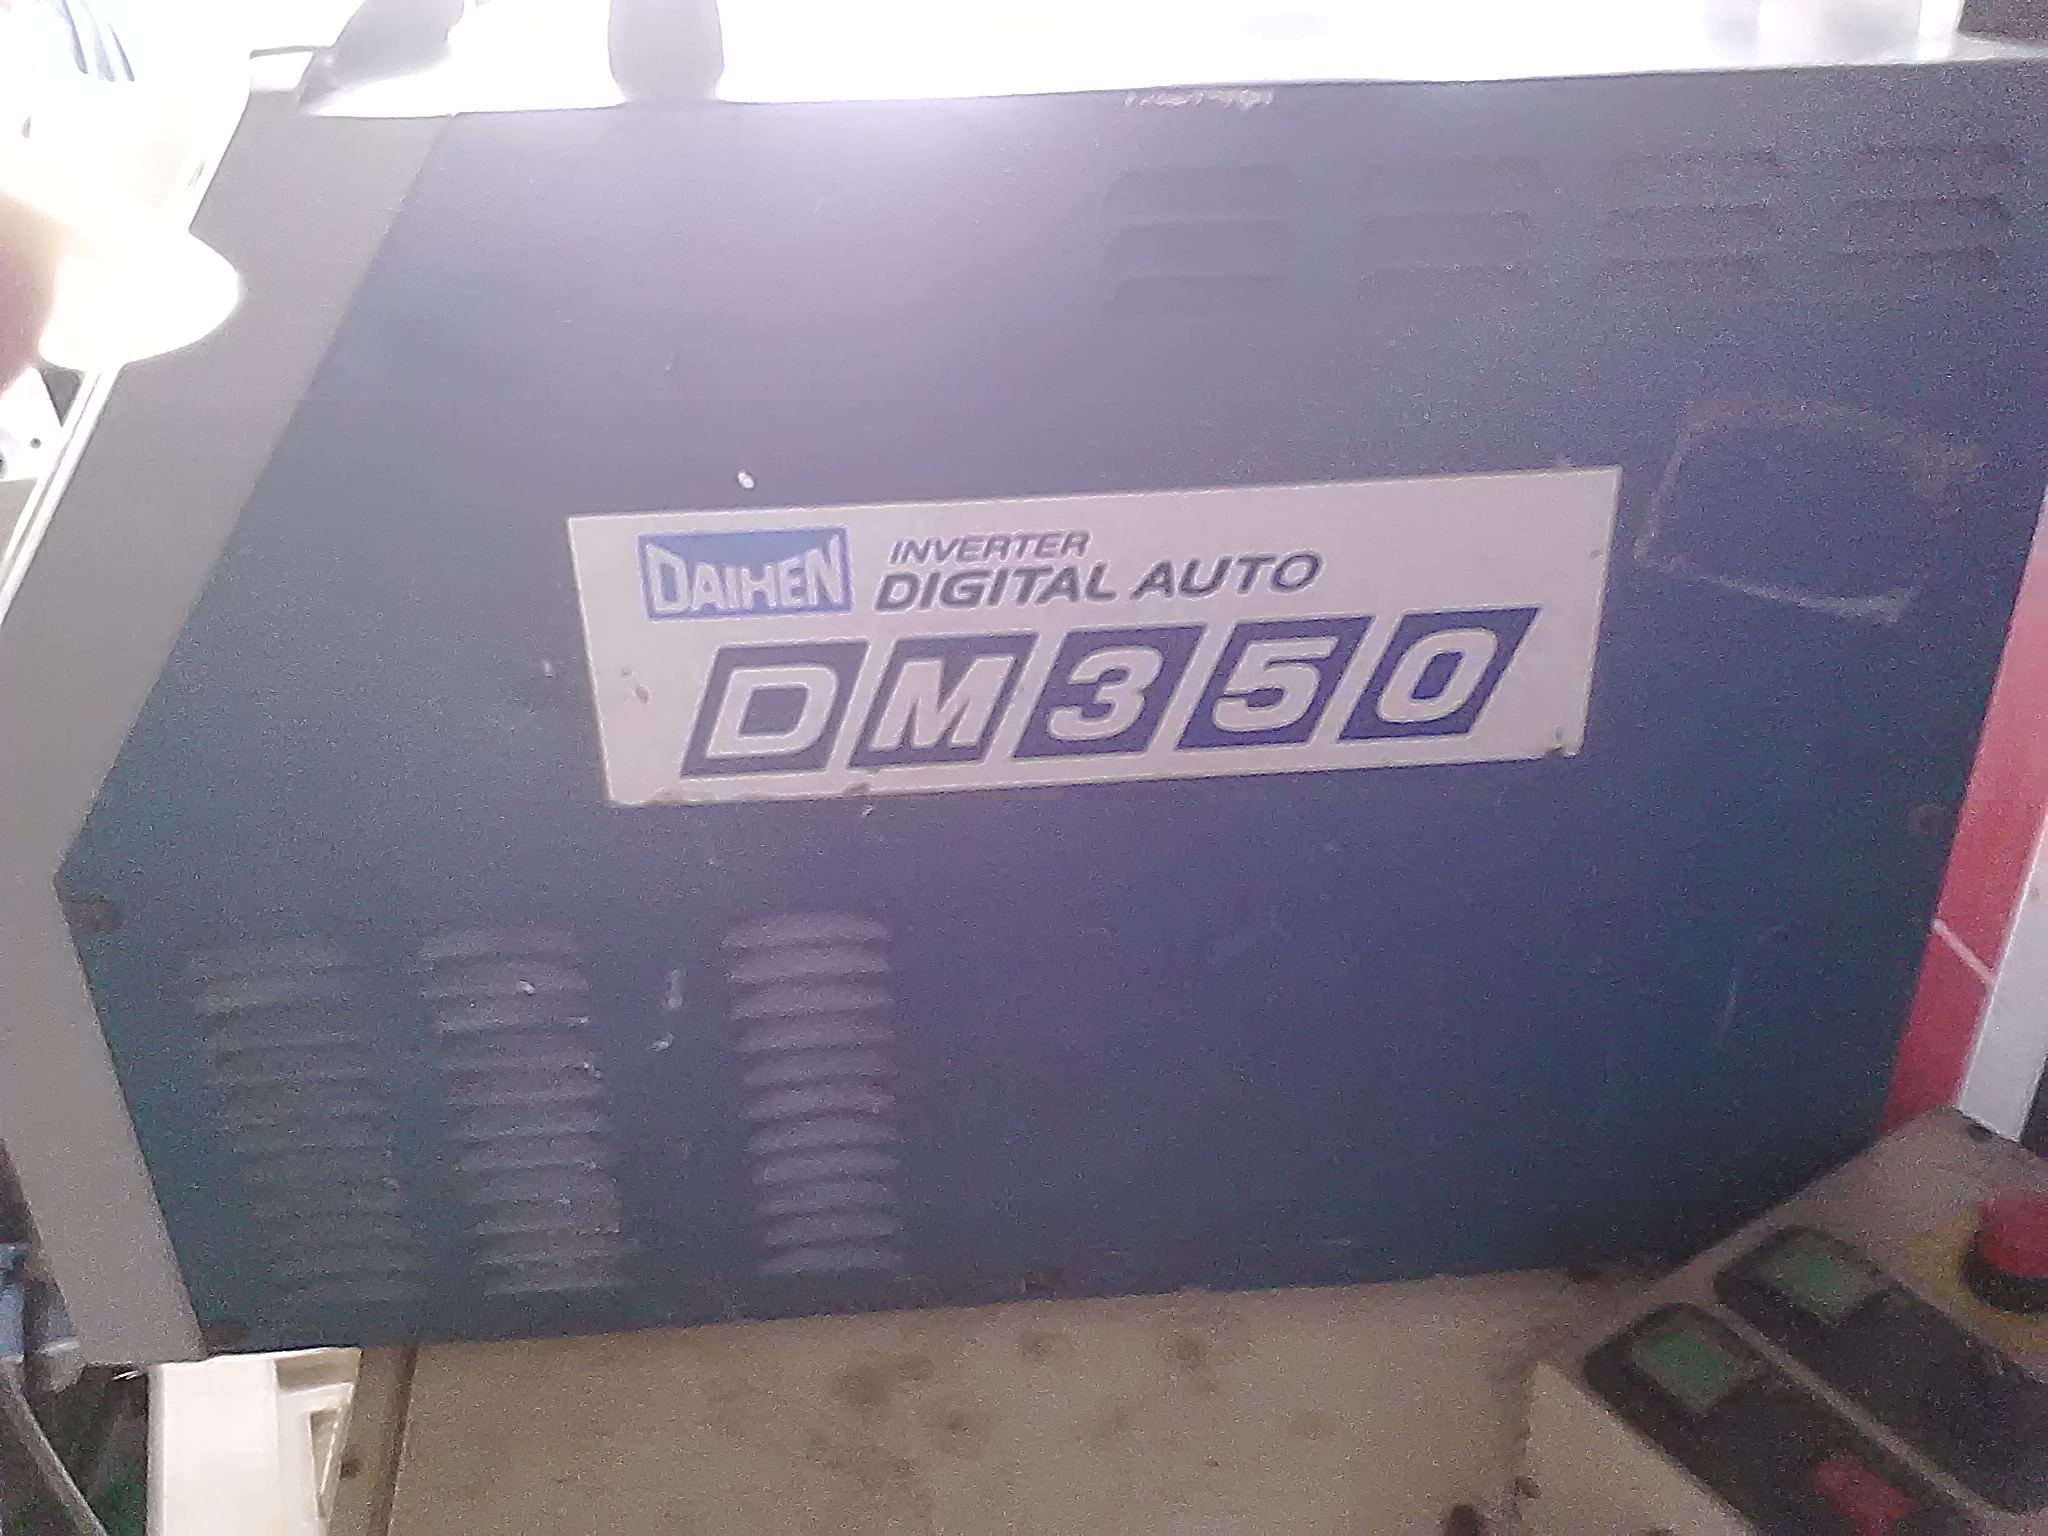 DAIHEN
INVERTER
DIGITAL AUTO
DM350